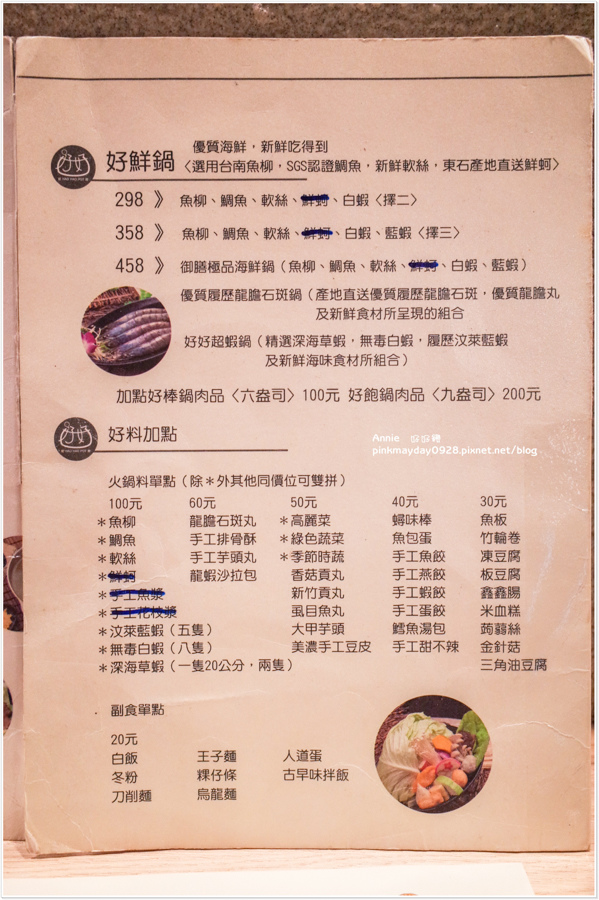 好鮮鍋
優質海鮮，新鮮吃得到
〈選用台南魚柳，SGS認證鯛魚，新鮮軟絲，東石產地直送鮮蚵〉
298 》 魚柳、鯛魚、軟絲、鮮蚵、白蝦〈擇二〉
358 》 魚柳、鯛魚、軟絲、鮮蚵、白蝦、藍蝦〈擇三〉
458 》 御膳極品海鮮鍋（魚柳、鯛魚、軟絲、鮮蚵、白蝦、藍蝦）
優質履歷龍膽石斑鍋（產地直送優質履歷龍膽石斑，優質龍膽丸
及新鮮食材所呈現的組合
好好超蝦鍋（精選深海草蝦，無毒白蝦，履歷汶萊藍蝦
及新鮮海味食材所組合）
加點好棒鍋肉品〈六盎司〉100元 好飽鍋肉品〈九盎司〉200元
好料加點
Annie 好好鍋
pinkmayday0928.pixnet.net/blog
火鍋料單點（除＊外其他同價位可雙拼）
100元 60元 50元 40元 30元
＊魚柳 龍膽石斑丸 ＊高麗菜 蟳味棒 魚板
＊鯛魚 手工排骨酥 ＊綠色蔬菜 魚包蛋 竹輪卷
＊軟絲 手工芋頭丸 ＊季節時蔬 手工魚餃 凍豆腐
＊鮮蚵 龍蝦沙拉包 香菇貢丸 手工燕餃 板豆腐
＊手工魚漿 新竹貢丸 手工蝦餃 鑫鑫腸
＊手工花枝漿 虱目魚丸 手工蛋餃 米血糕
＊汶萊藍蝦（五隻） 大甲芋頭 鱈魚湯包 蒟蒻絲
＊無毒白蝦（八隻） 美濃手工豆皮 手工甜不辣 金針菇
＊深海草蝦（一隻20公分，兩隻） 三角油豆腐
副食單點
20元
白飯 王子麵 人道蛋
冬粉 粿仔條 古早味拌飯
刀削麵 烏龍麵